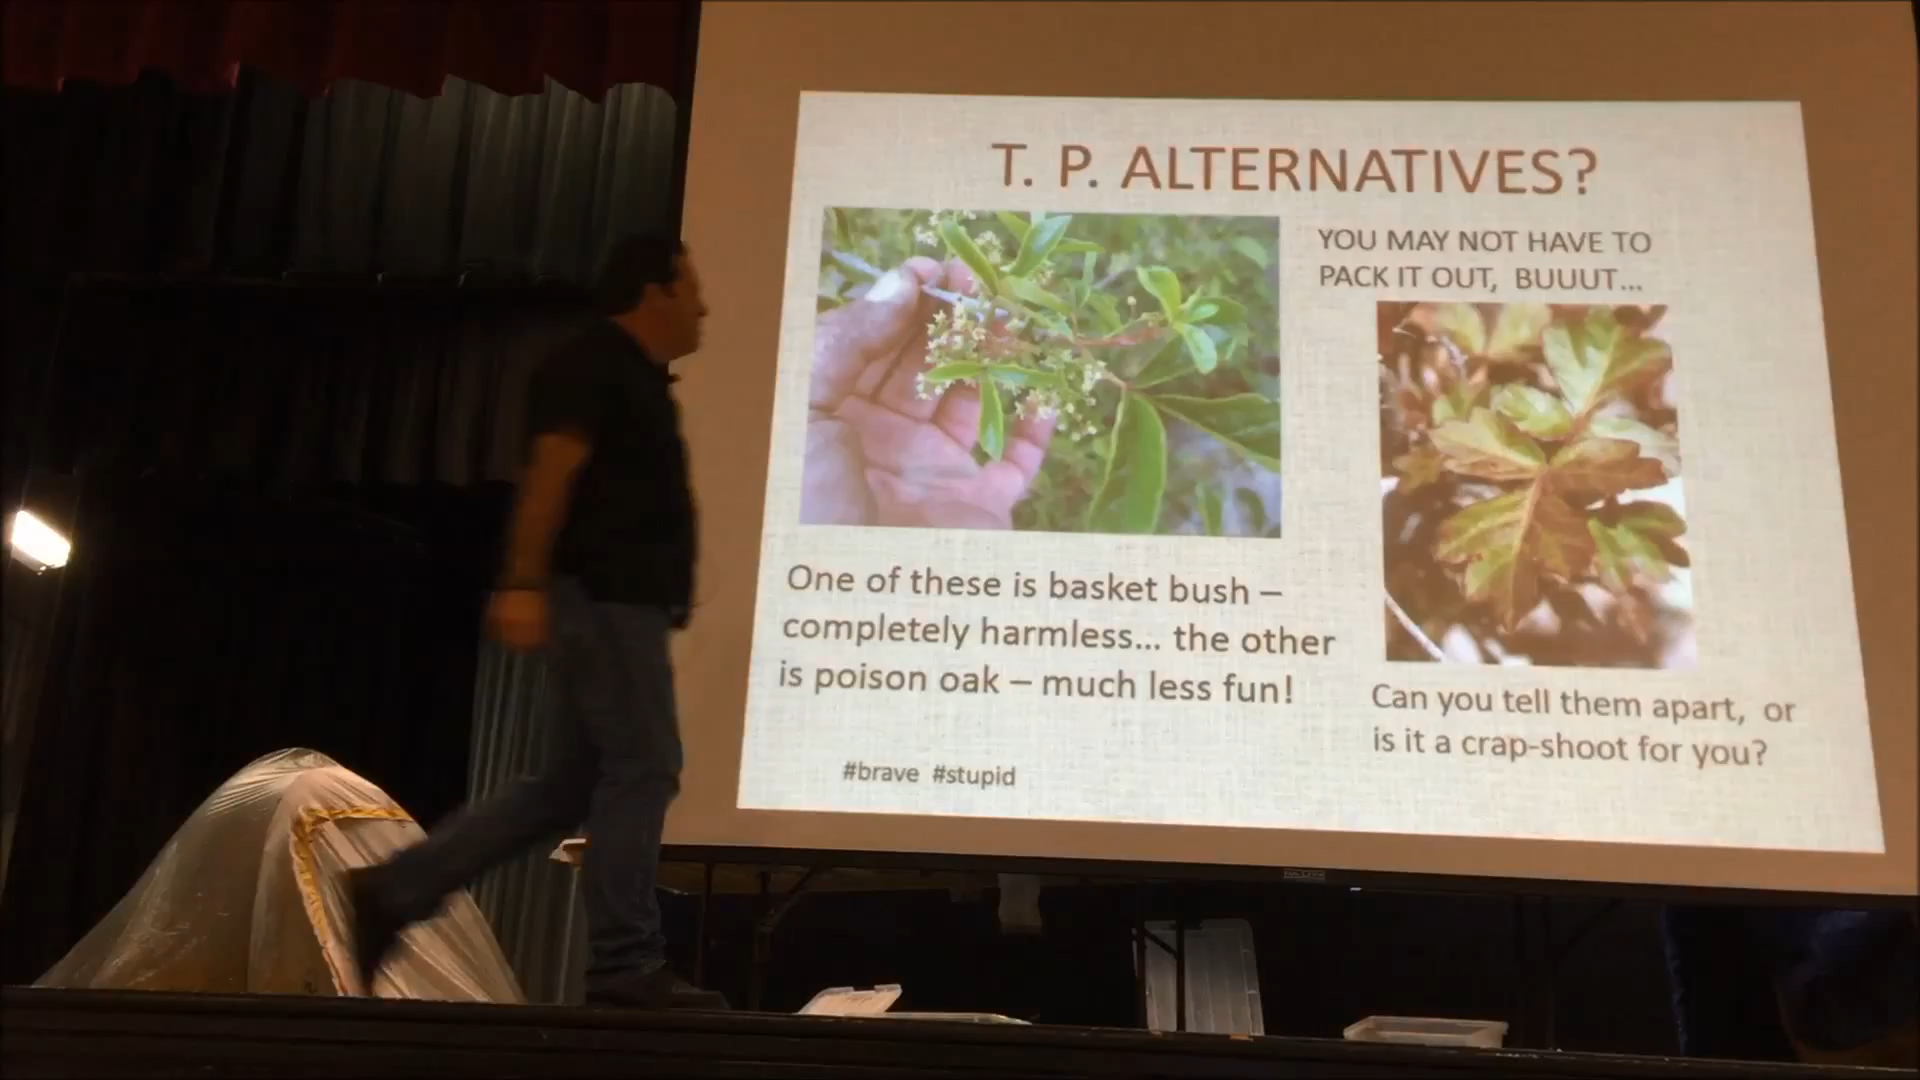 T. P. ALTERNATIVES?
YOU MAY NOT HAVE TO
PACK IT OUT, BUUUT...
One of these is basket bush –
completely harmless... the other
is poison oak – much less fun!
Can you tell them apart, or
is it a crap-shoot for you?
#brave #stupid